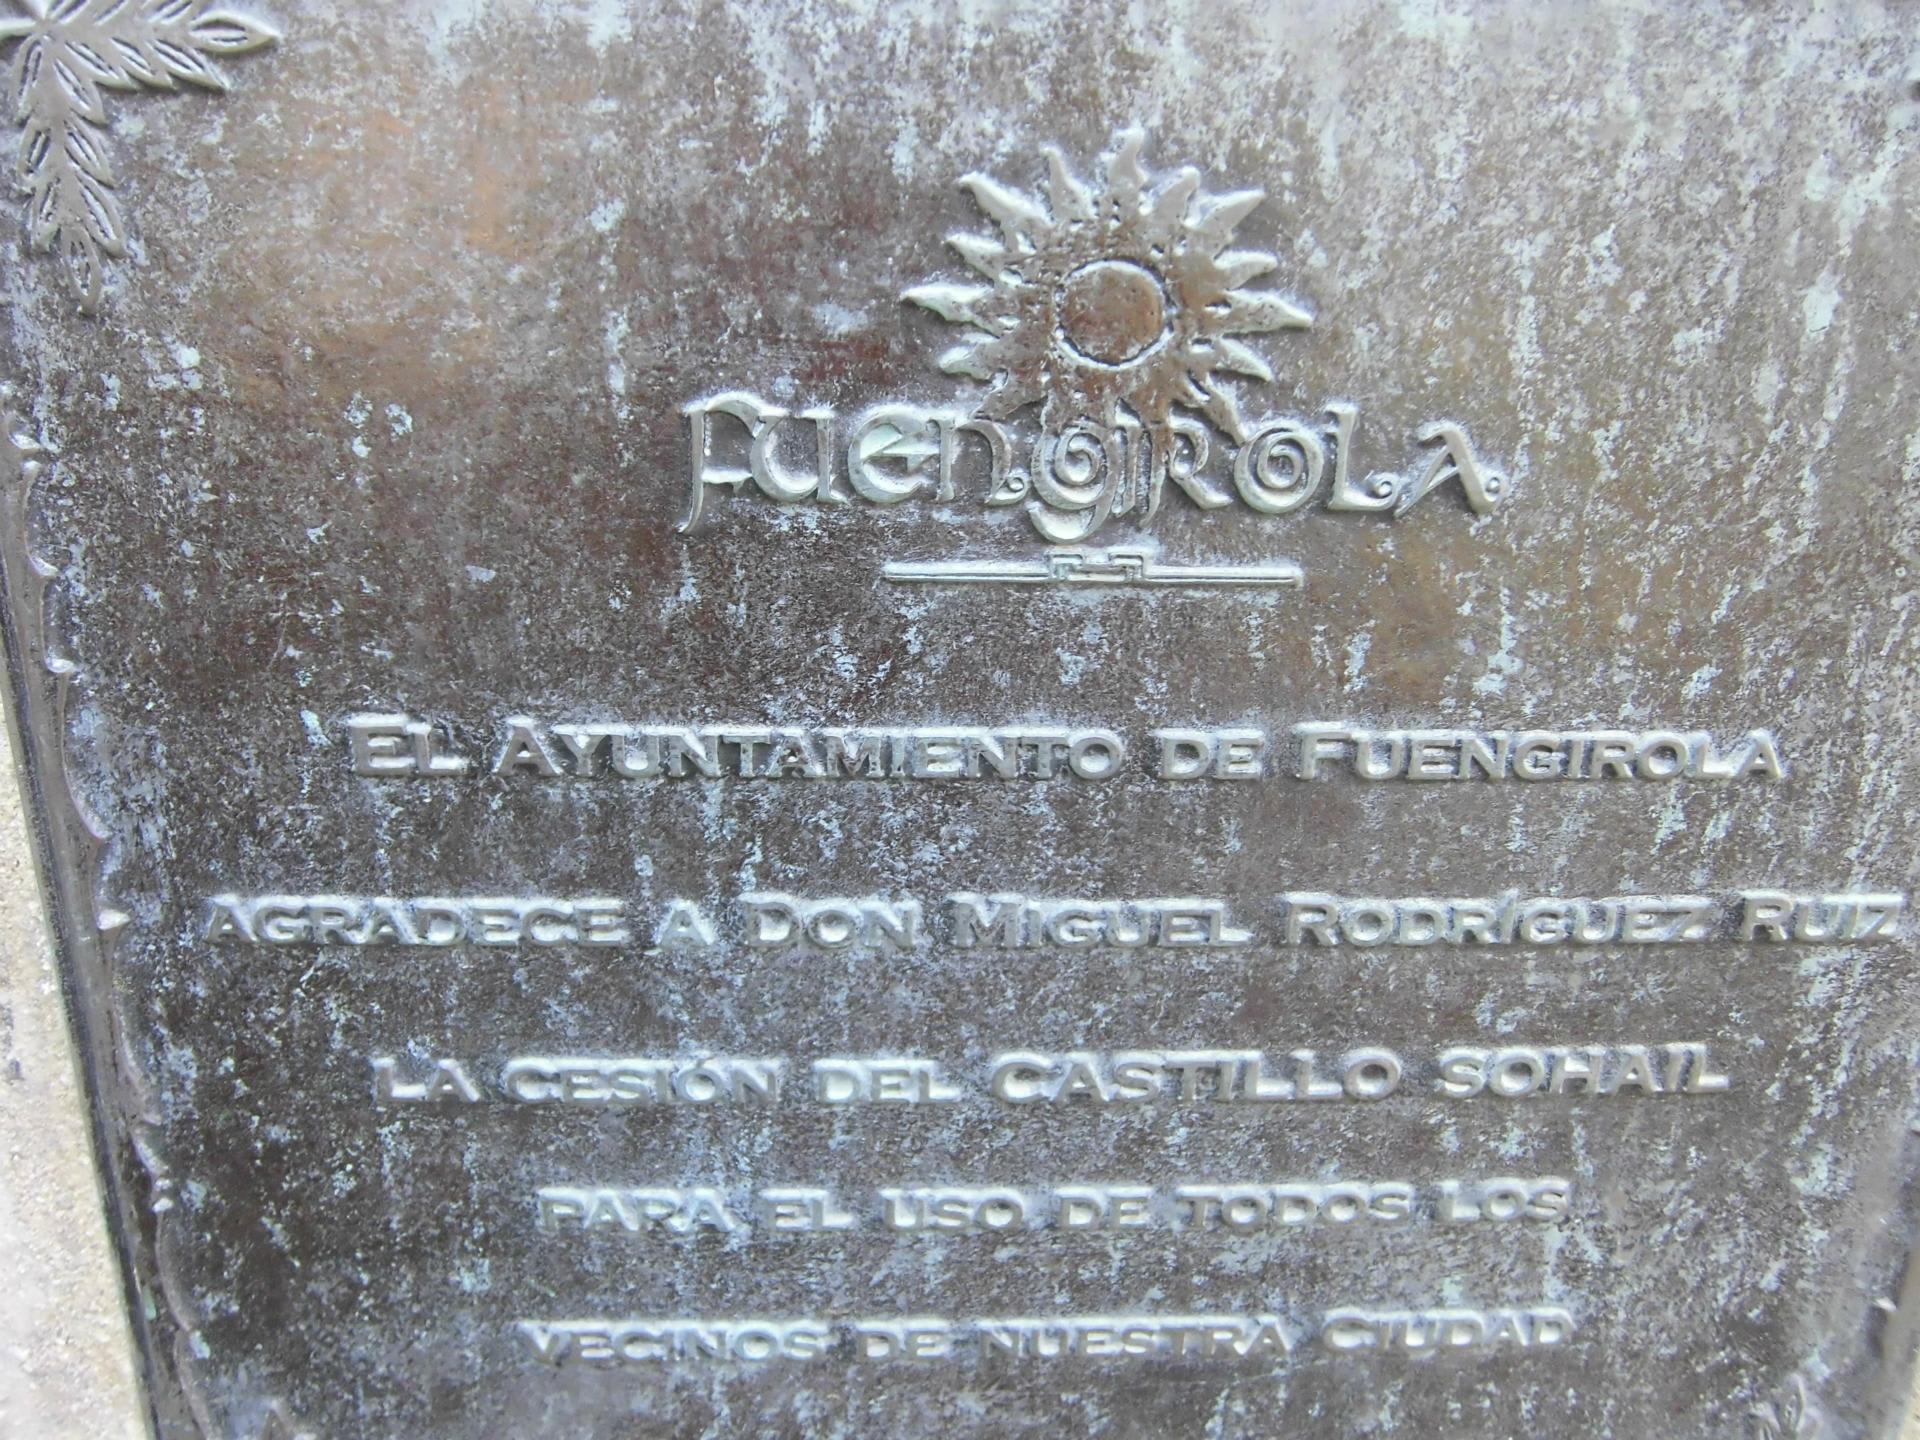 Fuengirola
El Ayuntamiento de Fuengirola
agradece a Don Miguel Rodríguez Ruiz
la cesión del Castillo Sohail
para el uso de todos los
vecinos de nuestra Ciudad